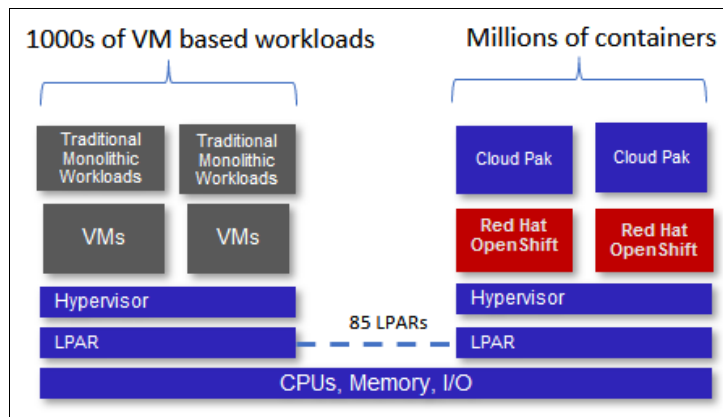 1000s of VM based workloads
Millions of containers
Traditional
Monolithic
Workloads
Traditional
Monolithic
Workloads
Cloud Pak
Cloud Pak
VMs
VMs
Red Hat
OpenShift
Red Hat
OpenShift
Hypervisor
Hypervisor
LPAR
85 LPARs
LPAR
CPUs, Memory, I/O